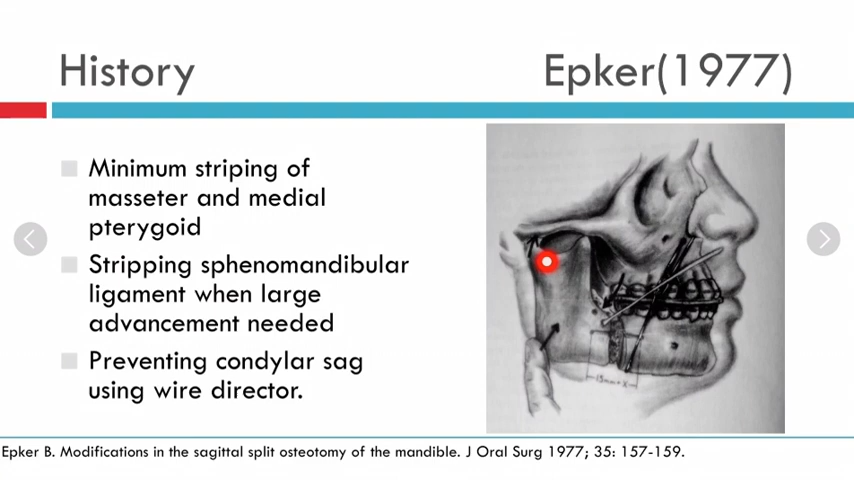 History
Epker(1977)
Minimum striping of
masseter and medial
pterygoid
Stripping sphenomandibular
ligament when large
advancement needed
Preventing condylar sag
using wire director.
Epker B. Modifications in the sagittal split osteotomy of the mandible. J Oral Surg 1977; 35: 157-159.